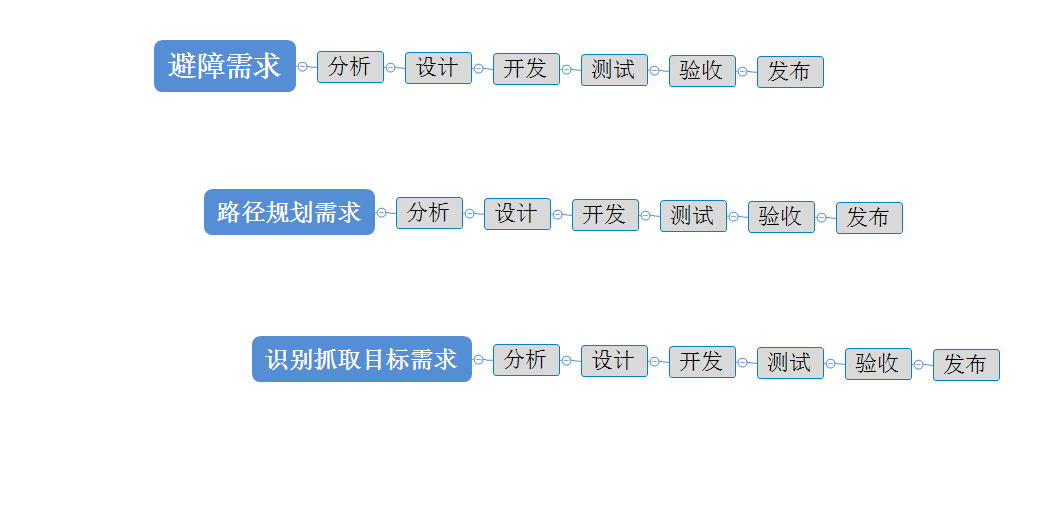 避障需求 分析 设计 开发 测试 验收 发布
路径规划需求 分析 设计 开发 测试 验收 发布
识别抓取目标需求 分析 设计 开发 测试 验收 发布